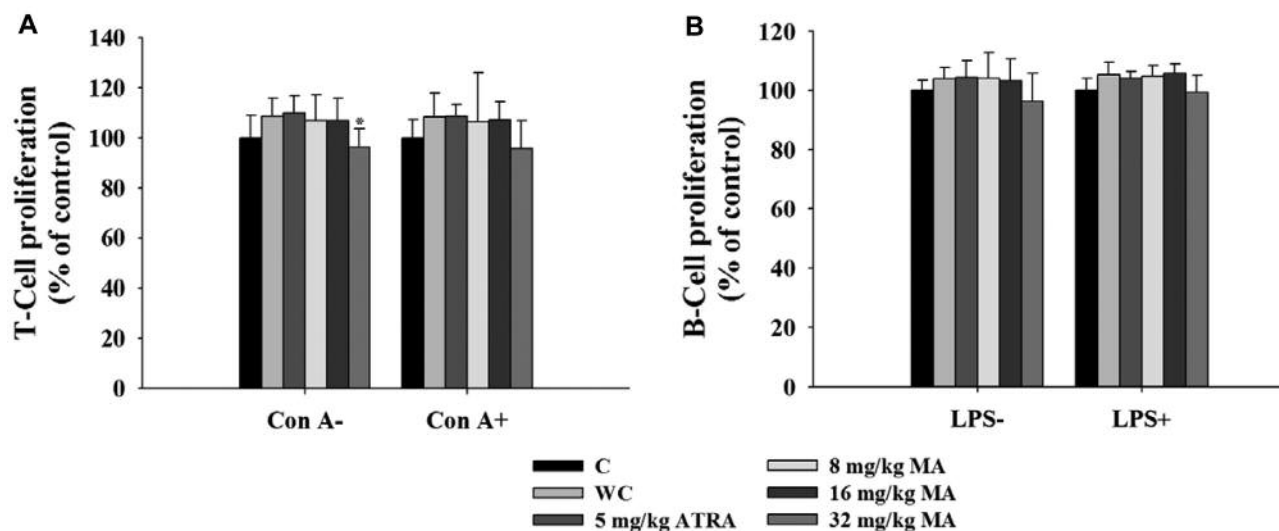 A
T-Cell proliferation
(% of control)
140
120
100
80
60
40
20
0
*
Con A-
Con A+
B
B-Cell proliferation
(% of control)
120
100
80
60
40
20
0
LPS-
LPS+
C
WC
5 mg/kg ATRA
8 mg/kg MA
16 mg/kg MA
32 mg/kg MA